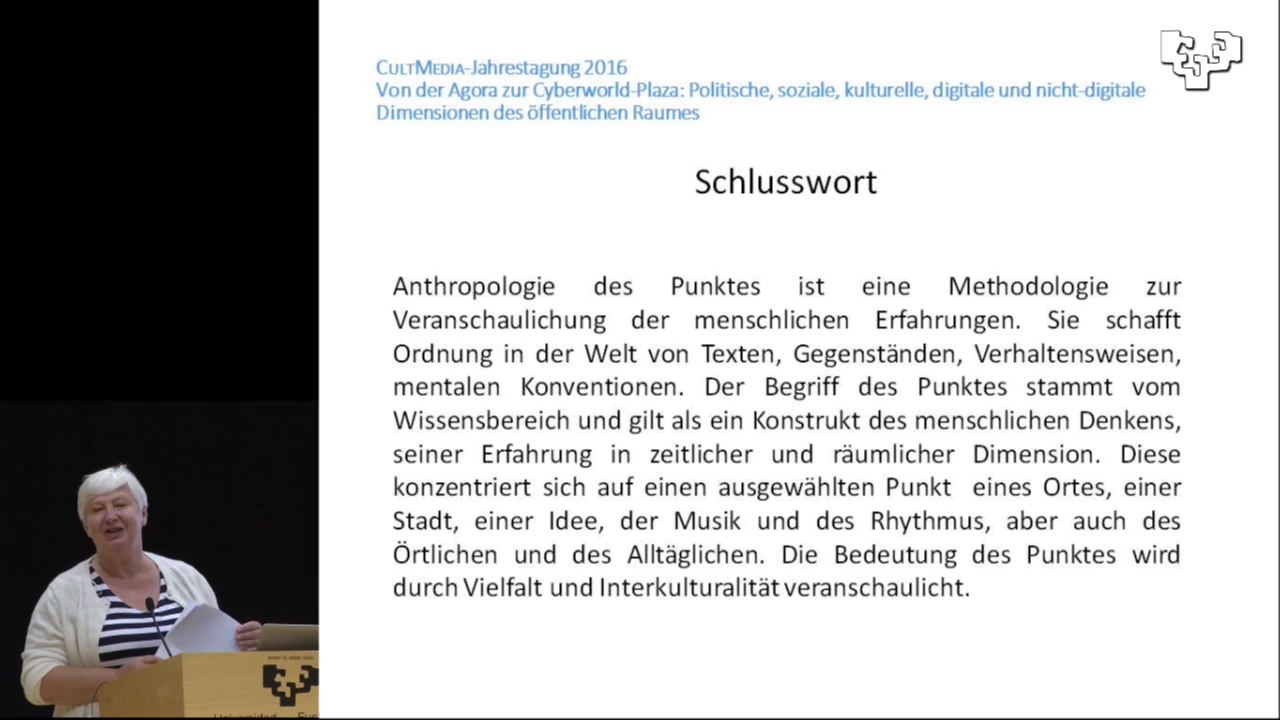 CULTMEDIA-Jahrestagung 2016
Von der Agora zur Cyberworld-Plaza: Politische, soziale, kulturelle, digitale und nicht-digitale
Dimensionen des öffentlichen Raumes
Schlusswort
Anthropologie des Punktes ist eine Methodologie zur
Veranschaulichung der menschlichen Erfahrungen. Sie schafft
Ordnung in der Welt von Texten, Gegenständen, Verhaltensweisen,
mentalen Konventionen. Der Begriff des Punktes stammt vom
Wissensbereich und gilt als ein Konstrukt des menschlichen Denkens,
seiner Erfahrung in zeitlicher und räumlicher Dimension. Diese
konzentriert sich auf einen ausgewählten Punkt eines Ortes, einer
Stadt, einer Idee, der Musik und des Rhythmus, aber auch des
Örtlichen und des Alltäglichen. Die Bedeutung des Punktes wird
durch Vielfalt und Interkulturalität veranschaulicht.